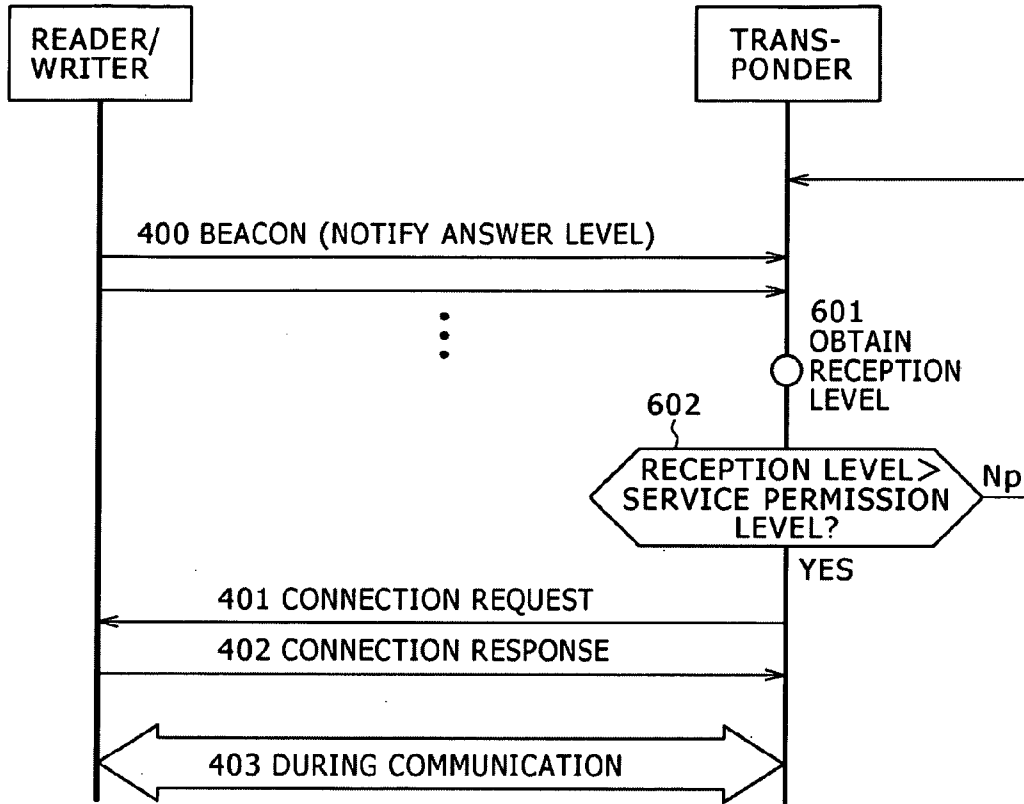 READER/
WRITER
TRANS-
PONDER
400 BEACON (NOTIFY ANSWER LEVEL)
601
OBTAIN
RECEPTION
LEVEL
602
RECEPTION LEVEL>
SERVICE PERMISSION
LEVEL?
Np
YES
401 CONNECTION REQUEST
402 CONNECTION RESPONSE
403 DURING COMMUNICATION